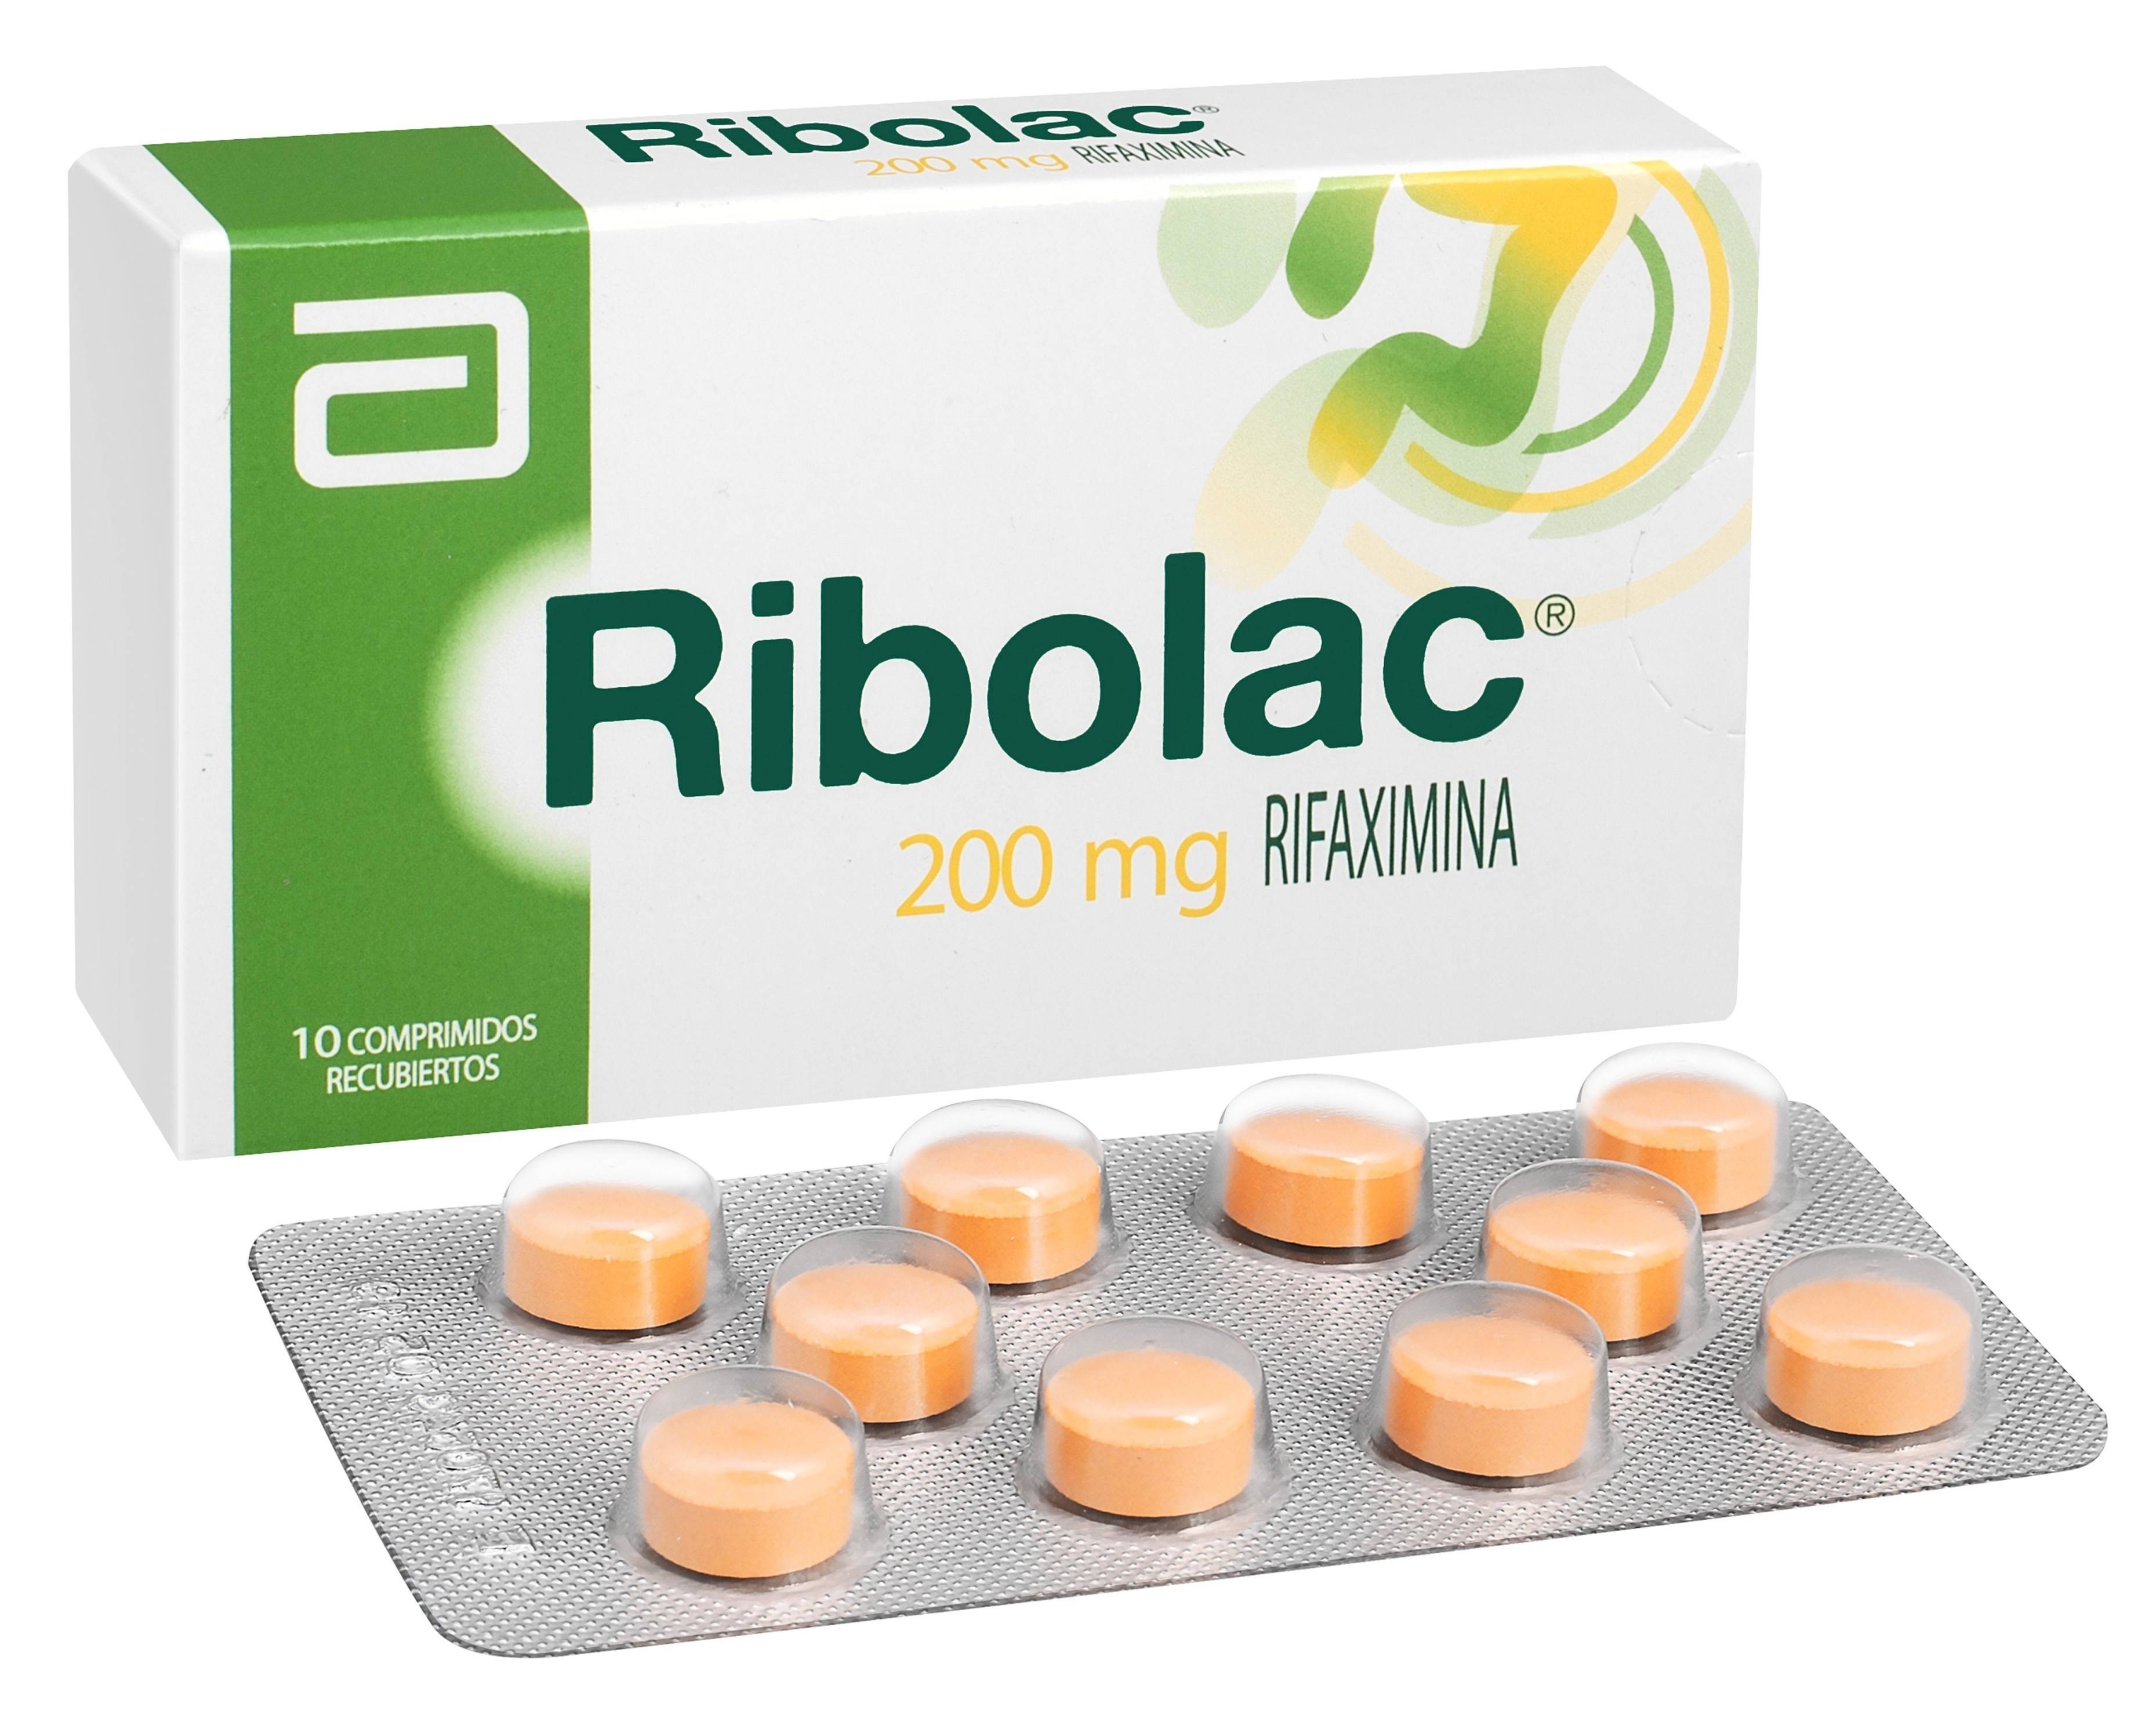 Ribolac®
200 mg RIFAXIMINA
Ribolac®
200 mg RIFAXIMINA
10 COMPRIMIDOS
RECUBIERTOS